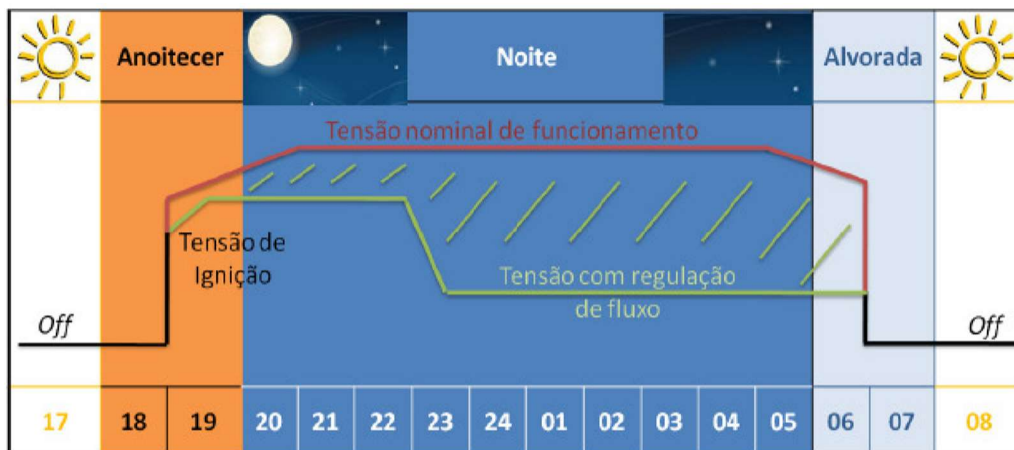 Anoitecer
Noite
Alvorada
Tensão nominal de funcionamento
Tensão de
Ignição
Tensão com regulação
de fluxo
Off
Off
17 18 19 20 21 22 23 24 01 02 03 04 05 06 07 08